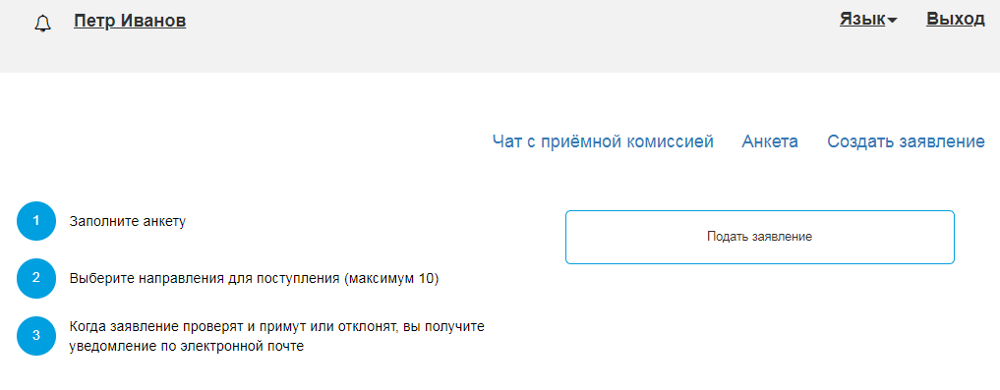 Петр Иванов
Язык
Выход
Чат с приёмной комиссией
Анкета
Создать заявление
1
Заполните анкету
Подать заявление
2
Выберите направления для поступления (максимум 10)
3
Когда заявление проверят и примут или отклонят, вы получите
уведомление по электронной почте